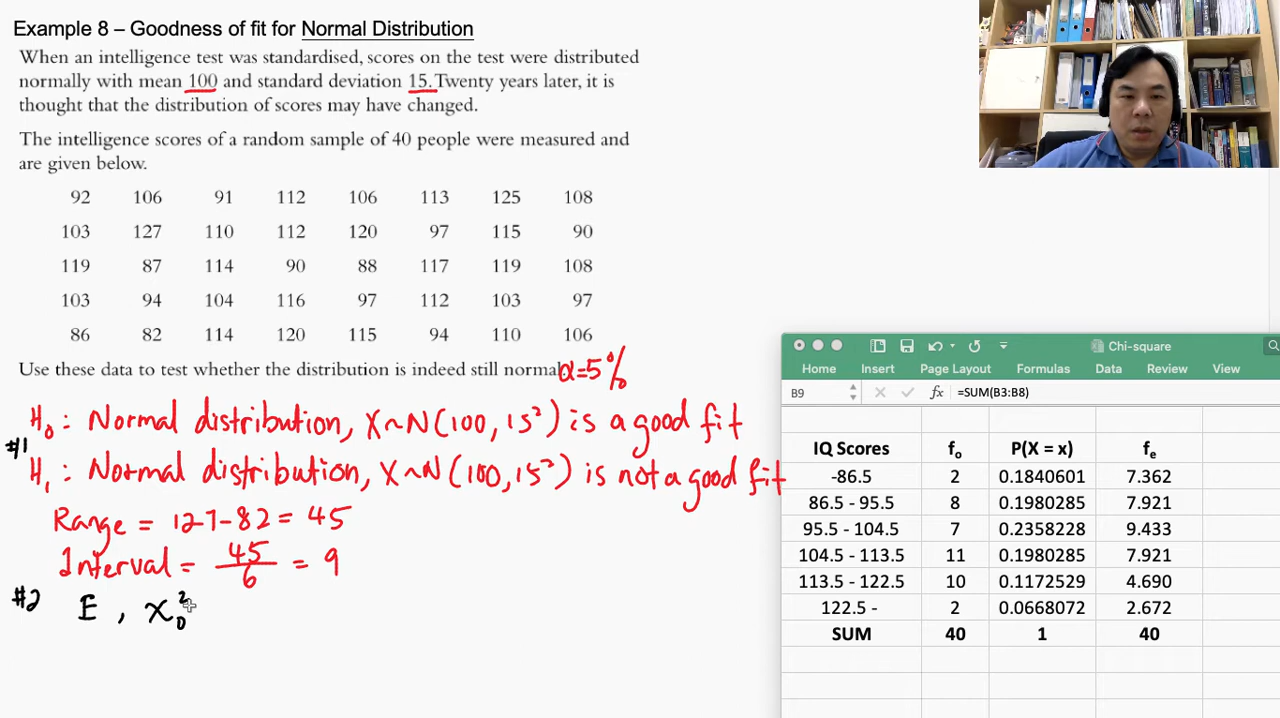 Example 8 – Goodness of fit for Normal Distribution
When an intelligence test was standardised, scores on the test were distributed
normally with mean 100 and standard deviation 15. Twenty years later, it is
thought that the distribution of scores may have changed.
The intelligence scores of a random sample of 40 people were measured and
are given below.
92 106 91 112 106 113 125 108
103 127 110 112 120 97 115 90
119 87 114 90 88 117 119 108
103 94 104 116 97 112 103 97
86 82 114 120 115 94 110 106
Use these data to test whether the distribution is indeed still normal α=5%
H₀: Normal distribution, X~N(100, 15²) is a good fit
#1
H₁: Normal distribution, X~N(100,15²) is not a good fit
Range = 127-82 = 45
Interval = 45/6 = 9
#2 E, χ₀²
Chi-square
Home Insert Page Layout Formulas Data Review View
B9 fx =SUM(B3:B8)
IQ Scores fₒ P(X = x) fₑ
-86.5 2 0.1840601 7.362
86.5 - 95.5 8 0.1980285 7.921
95.5 - 104.5 7 0.2358228 9.433
104.5 - 113.5 11 0.1980285 7.921
113.5 - 122.5 10 0.1172529 4.690
122.5 - 2 0.0668072 2.672
SUM 40 1 40